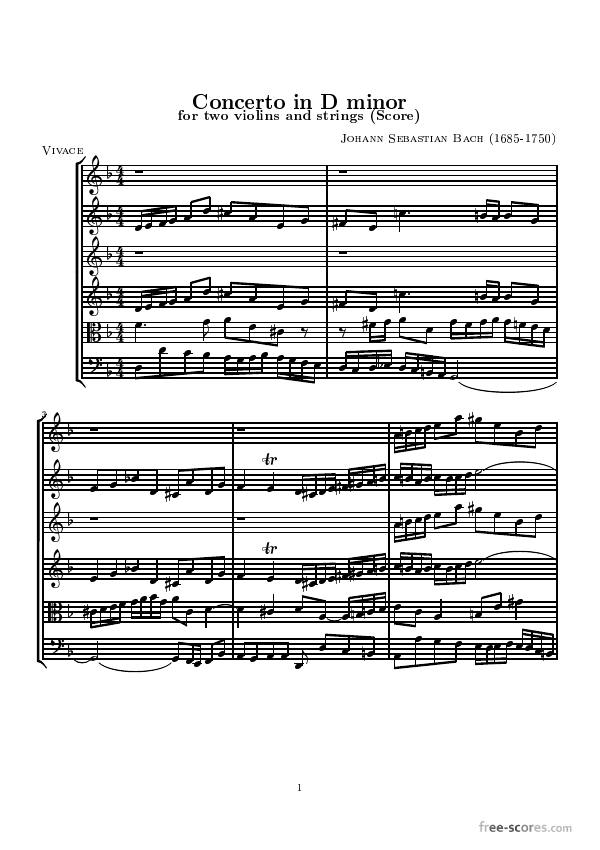 Concerto in D minor
for two violins and strings (Score)
Johann Sebastian Bach (1685-1750)
Vivace
3
tr
tr
1
free-scores.com